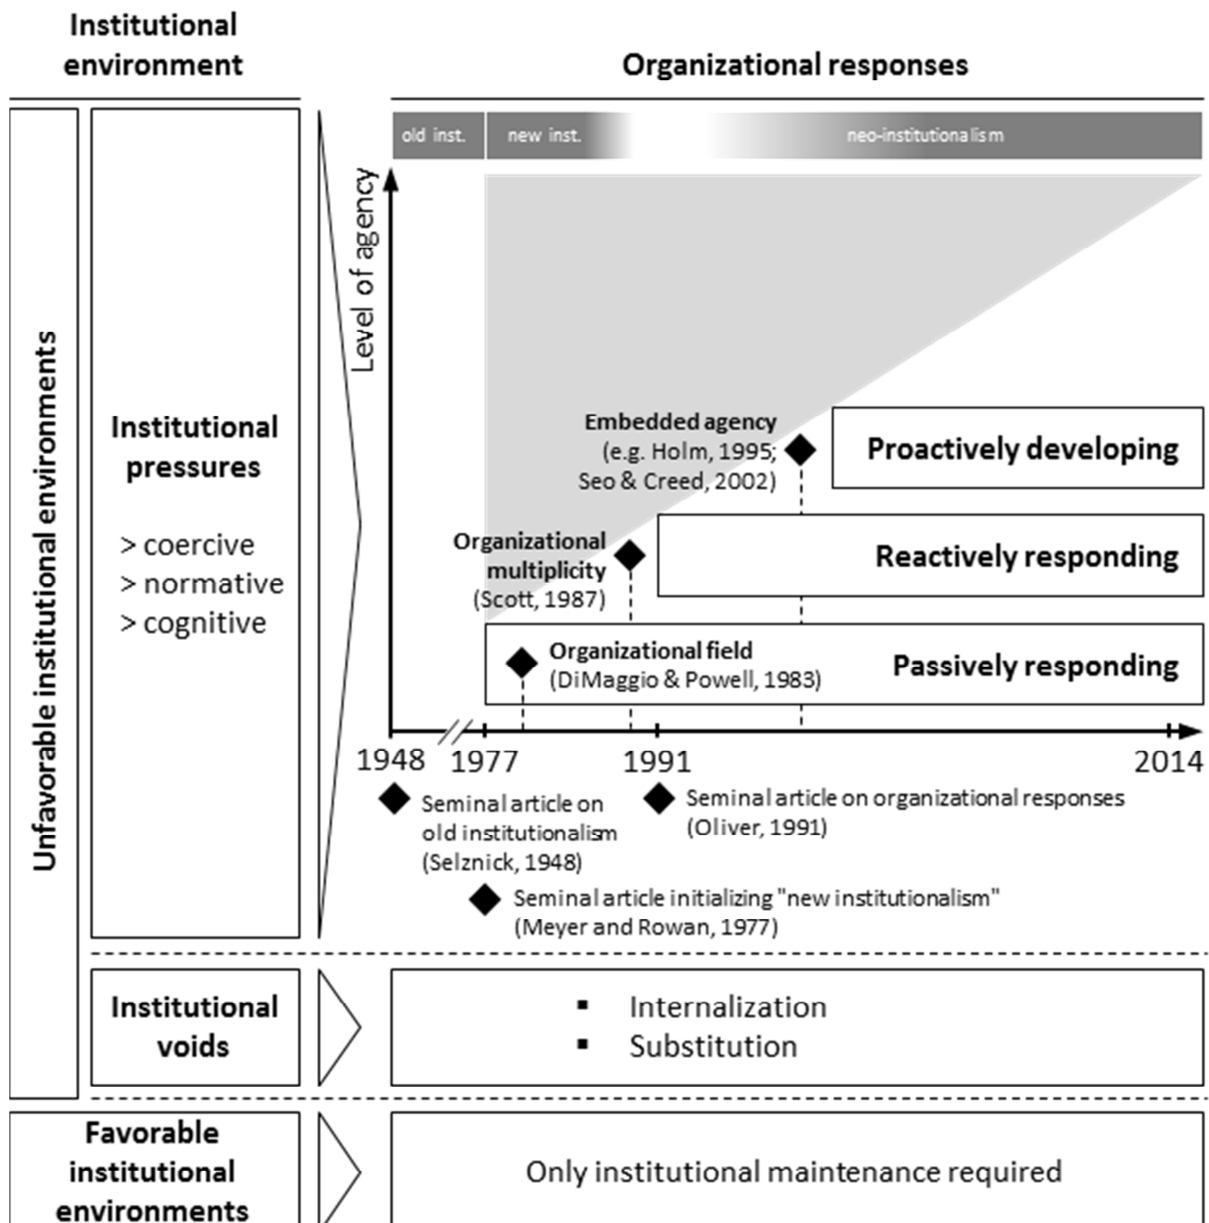 Institutional
environment
Organizational responses
old inst.
new inst.
neo-institutionalism
Level of agency
Unfavorable institutional environments
Institutional
pressures
> coercive
> normative
> cognitive
Embedded agency
(e.g. Holm, 1995;
Seo & Creed, 2002)
Proactively developing
Organizational
multiplicity
(Scott, 1987)
Reactively responding
Organizational field
(DiMaggio & Powell, 1983)
Passively responding
1948
1977
1991
2014
Seminal article on
old institutionalism
(Selznick, 1948)
Seminal article on organizational responses
(Oliver, 1991)
Seminal article initializing "new institutionalism"
(Meyer and Rowan, 1977)
Institutional
voids
▪ Internalization
▪ Substitution
Favorable
institutional
environments
Only institutional maintenance required